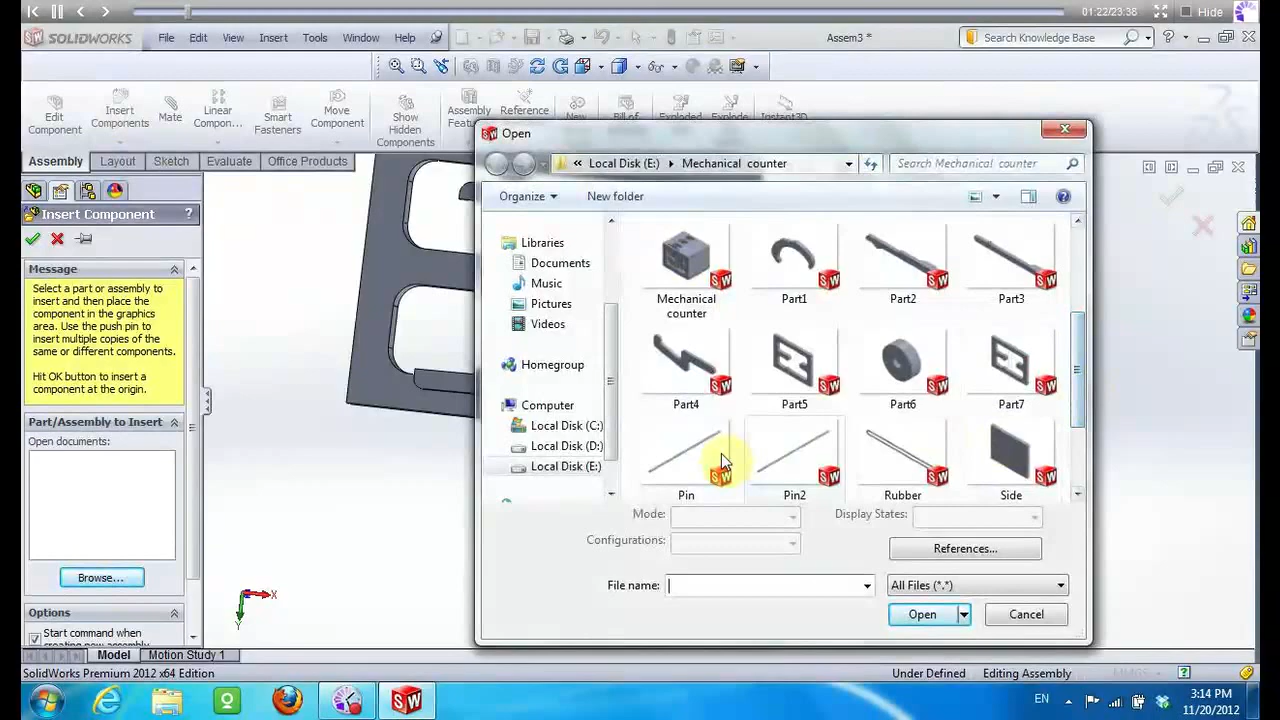 01:22/23:38 Hide
SOLIDWORKS File Edit View Insert Tools Window Help Assem3 * Search Knowledge Base
Edit Component
Insert Components
Mate
Linear Compon...
Smart Fasteners
Move Component
Show Hidden Components
Assembly
Reference
New
Bill of
Exploded
Explode
Instant3D
Assembly Layout Sketch Evaluate Office Products
Insert Component ?
Message
Select a part or assembly to
insert and then place the
component in the graphics
area. Use the push pin to
insert multiple copies of the
same or different components.
Hit OK button to insert a
component at the origin.
Part/Assembly to Insert
Open documents:
Browse...
Options
Start command when
Open
« Local Disk (E:) Mechanical counter
Search Mechanical counter
Organize New folder
Libraries
Documents
Music
Pictures
Videos
Homegroup
Computer
Local Disk (C:)
Local Disk (D:)
Local Disk (E:)
Mechanical counter
Part1
Part2
Part3
Part4
Part5
Part6
Part7
Pin
Pin2
Rubber
Side
Mode:
Display States:
Configurations:
References...
File name:
All Files (*.*)
Open Cancel
X
Y
Model Motion Study 1
SolidWorks Premium 2012 x64 Edition Under Defined Editing Assembly MMGS
EN 3:14 PM
11/20/2012